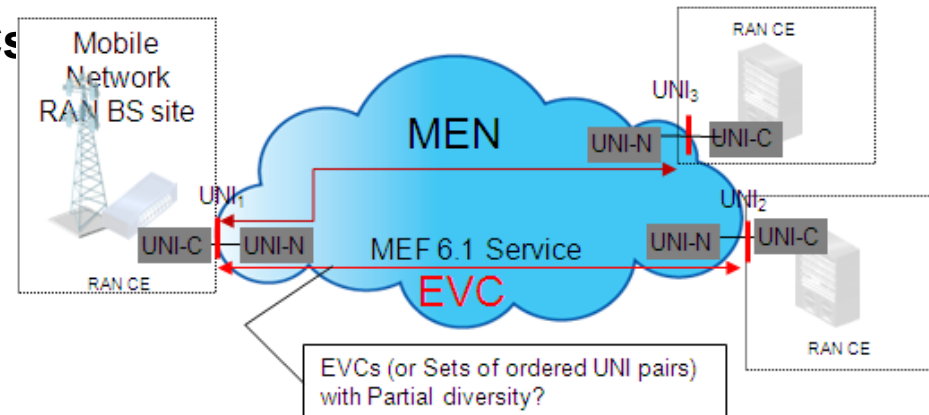 Cs
Mobile
Network
RAN BS site
RAN CE
UNI₃
MEN
UNI-N
UNI-C
UNI₁
UNI₂
UNI-C
UNI-N
MEF 6.1 Service
UNI-N
UNI-C
RAN CE
EVC
RAN CE
EVCs (or Sets of ordered UNI pairs)
with Partial diversity?